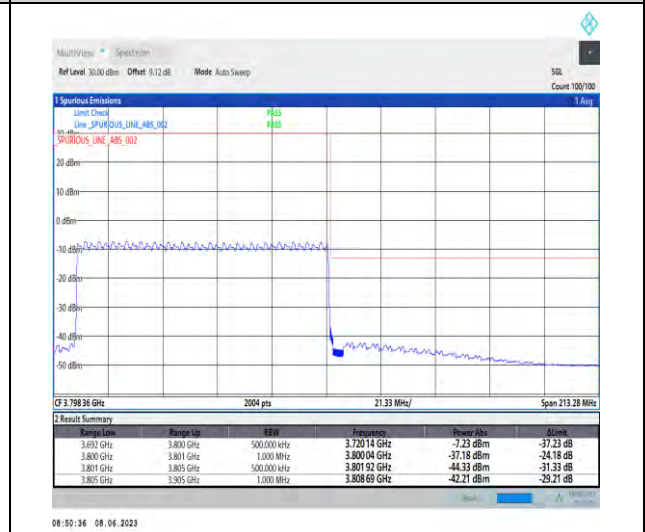 MultiView Spectrum
Ref Level 30.00 dBm Offset 9.12 dB Mode Auto Sweep SGL
Count 100/100
1 Spurious Emissions 1 Avg
Limit Check PASS
Line _SPURIOUS_LINE_ABS_002 PASS
_SPURIOUS_LINE_ABS_002
20 dBm
10 dBm
0 dBm
-10 dBm
-20 dBm
-30 dBm
-40 dBm
-50 dBm
CF 3.798 36 GHz 2004 pts 21.33 MHz/ Span 213.28 MHz
2 Result Summary
Range Low Range Up RBW Frequency Power Abs ΔLimit
3.692 GHz 3.800 GHz 500.000 kHz 3.720 14 GHz -7.23 dBm -37.23 dB
3.800 GHz 3.801 GHz 1.000 MHz 3.800 04 GHz -37.18 dBm -24.18 dB
3.801 GHz 3.805 GHz 500.000 kHz 3.801 92 GHz -44.33 dBm -31.33 dB
3.805 GHz 3.905 GHz 1.000 MHz 3.808 69 GHz -42.21 dBm -29.21 dB
08:50:36 08.06.2023